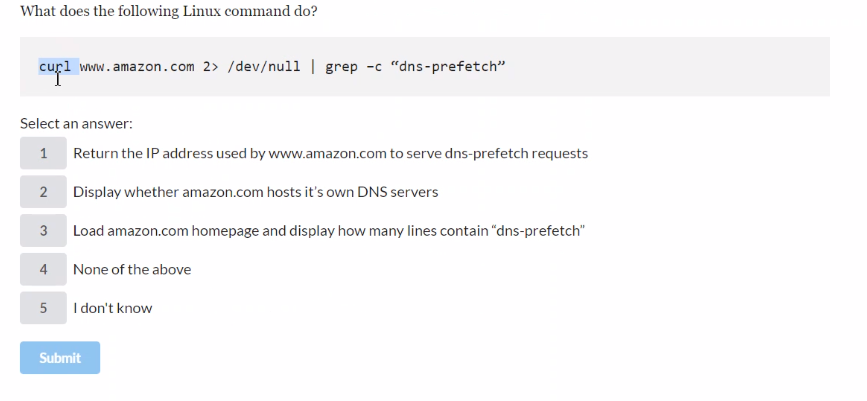 What does the following Linux command do?
curl www.amazon.com 2> /dev/null | grep –c “dns-prefetch”
Select an answer:
1 Return the IP address used by www.amazon.com to serve dns-prefetch requests
2 Display whether amazon.com hosts it’s own DNS servers
3 Load amazon.com homepage and display how many lines contain “dns-prefetch”
4 None of the above
5 I don't know
Submit